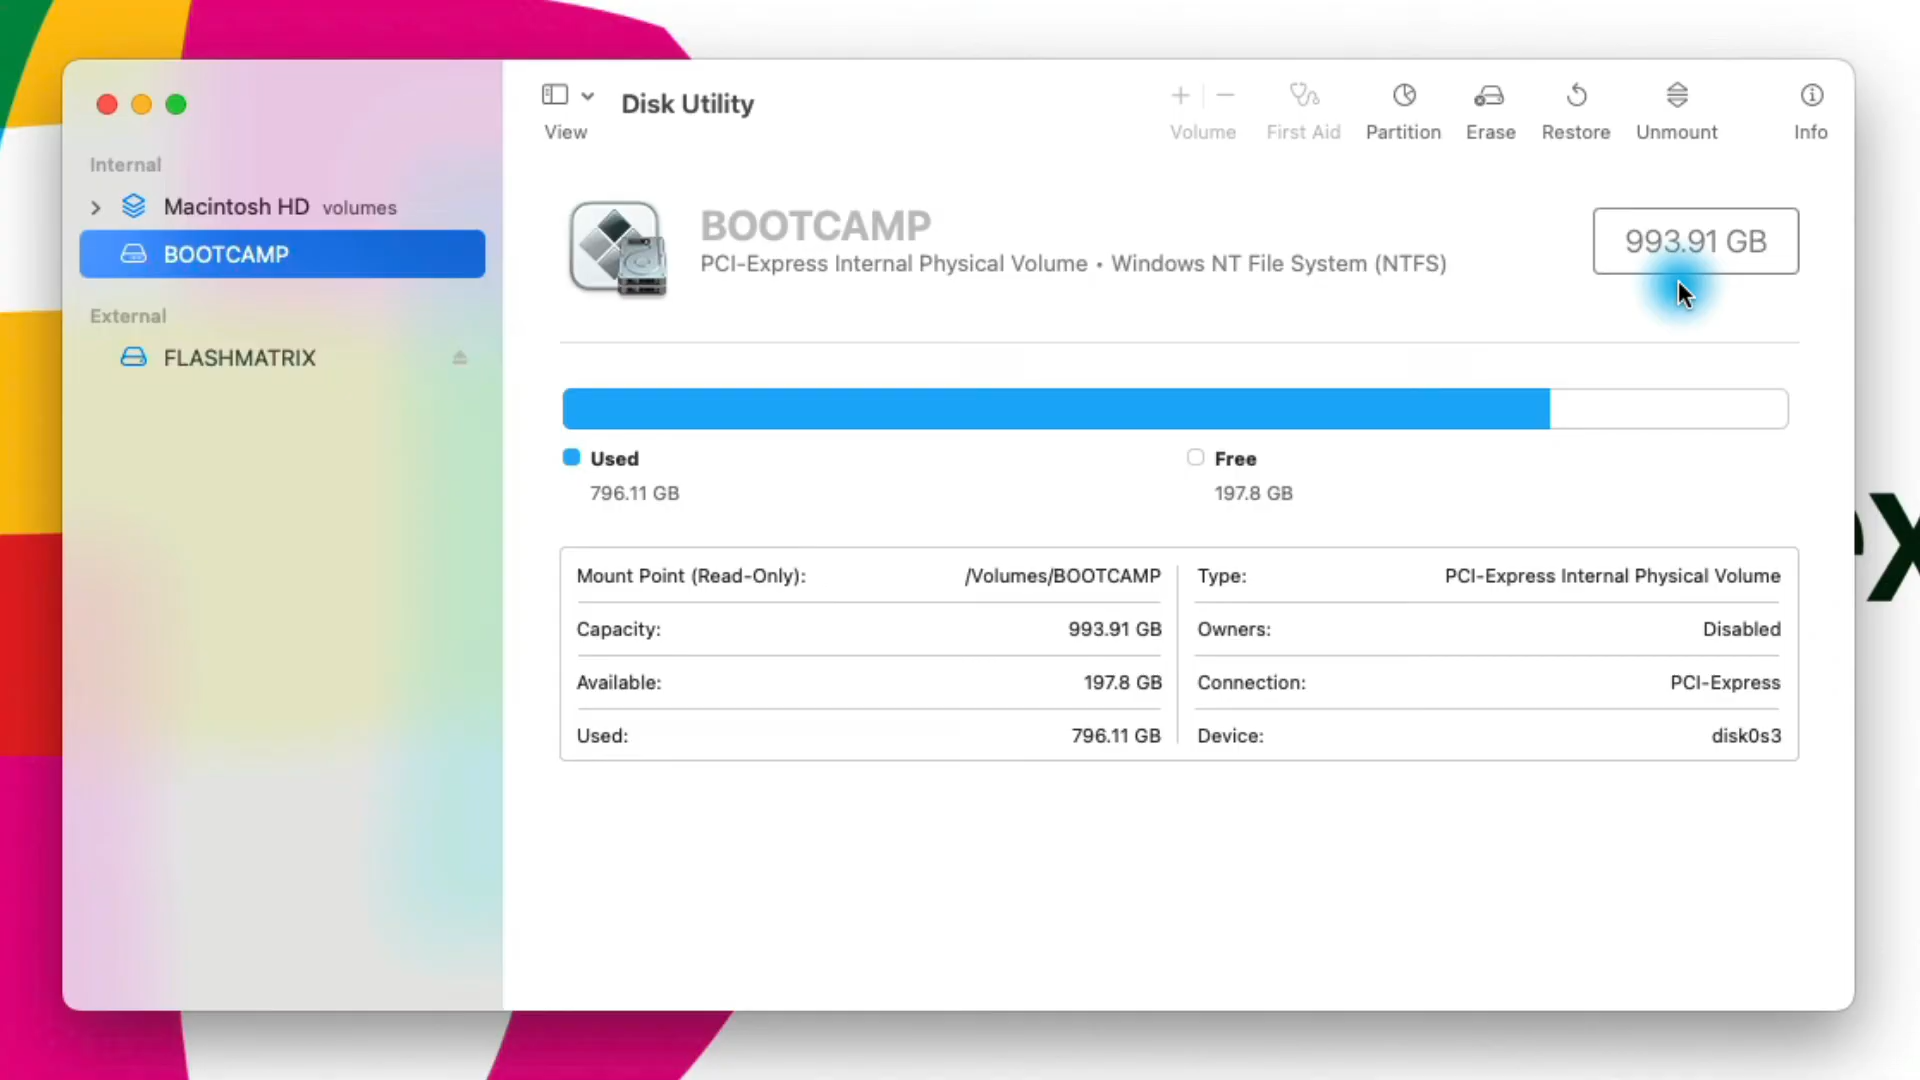 Disk Utility
View
Volume
First Aid
Partition
Erase
Restore
Unmount
Info
Internal
Macintosh HD volumes
BOOTCAMP
External
FLASHMATRIX
BOOTCAMP
PCI-Express Internal Physical Volume • Windows NT File System (NTFS)
993.91 GB
Used
796.11 GB
Free
197.8 GB
Mount Point (Read-Only): /Volumes/BOOTCAMP
Capacity: 993.91 GB
Available: 197.8 GB
Used: 796.11 GB
Type: PCI-Express Internal Physical Volume
Owners: Disabled
Connection: PCI-Express
Device: disk0s3